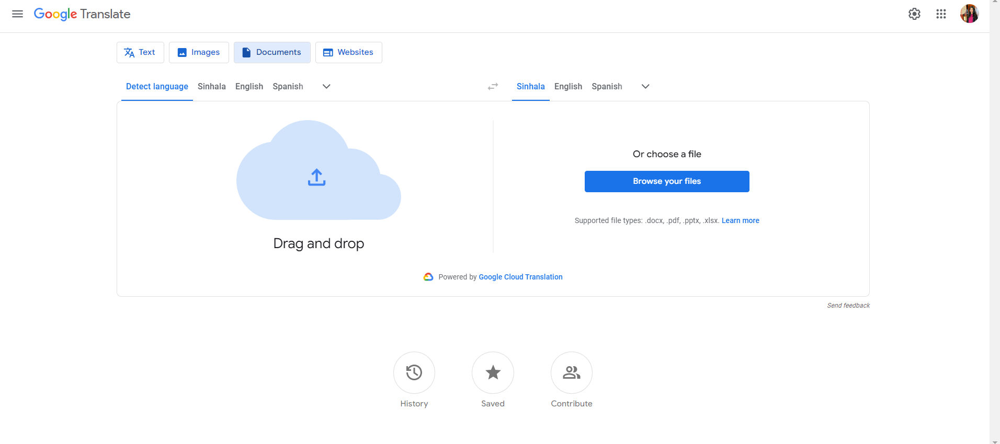 Google Translate
Text Images Documents Websites
Detect language Sinhala English Spanish Sinhala English Spanish
Drag and drop
Or choose a file
Browse your files
Supported file types: .docx, .pdf, .pptx, .xlsx. Learn more
Powered by Google Cloud Translation
Send feedback
History Saved Contribute